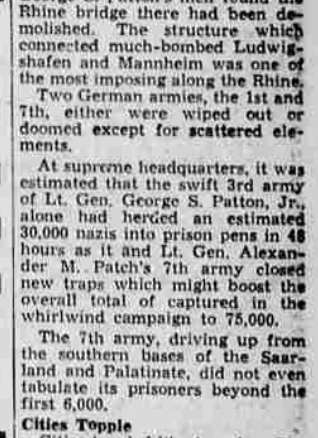 Rhine bridge there had been de-
molished. The structure which
connected much-bombed Ludwig-
shafen and Mannheim was one of
the most imposing along the Rhine.
Two German armies, the 1st and
7th, either were wiped out or
doomed except for scattered ele-
ments.
At supreme headquarters, it was
estimated that the swift 3rd army
of Lt. Gen. George S. Patton, Jr.,
alone had herded an estimated
30,000 nazis into prison pens in 48
hours as it and Lt. Gen. Alexan-
der M. Patch's 7th army closed
new traps which might boost the
overall total of captured in the
whirlwind campaign to 75,000.
The 7th army, driving up from
the southern bases of the Saar-
land and Palatinate, did not even
tabulate its prisoners beyond the
first 6,000.
Cities Topple